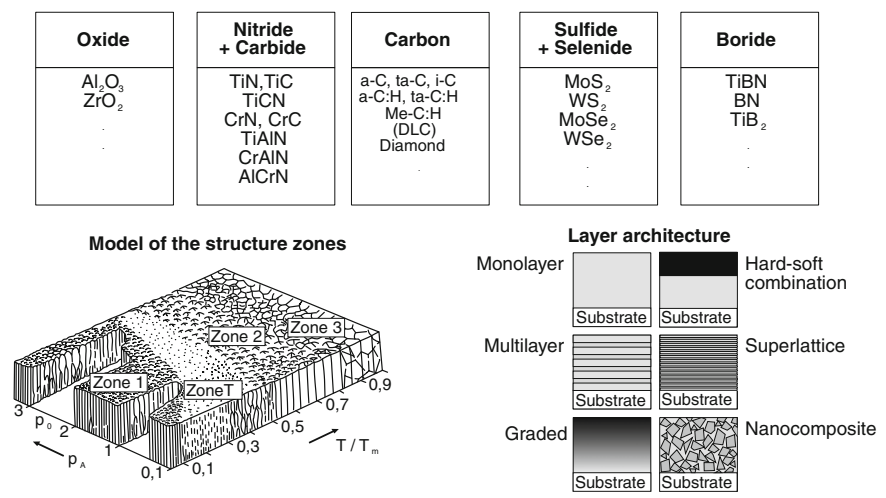 Oxide
Al₂O₃
ZrO₂
Nitride
+ Carbide
TiN,TiC
TiCN
CrN, CrC
TiAlN
CrAlN
AlCrN
Carbon
a-C, ta-C, i-C
a-C:H, ta-C:H
Me-C:H
(DLC)
Diamond
Sulfide
+ Selenide
MoS₂
WS₂
MoSe₂
WSe₂
Boride
TiBN
BN
TiB₂
Model of the structure zones
Zone 3
Zone 2
Zone 1
ZoneT
3
p₀
2
1
p_A
0,1
0,1
0,3
0,5
0,7
0,9
T / Tₘ
Layer architecture
Monolayer
Substrate
Substrate
Hard-soft
combination
Multilayer
Substrate
Substrate
Superlattice
Graded
Substrate
Substrate
Nanocomposite